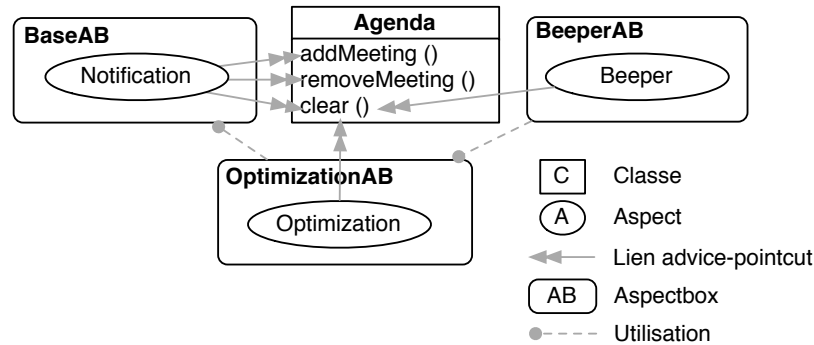 BaseAB
Notification
Agenda
addMeeting ()
removeMeeting ()
clear ()
BeeperAB
Beeper
OptimizationAB
Optimization
C Classe
A Aspect
Lien advice-pointcut
AB Aspectbox
Utilisation